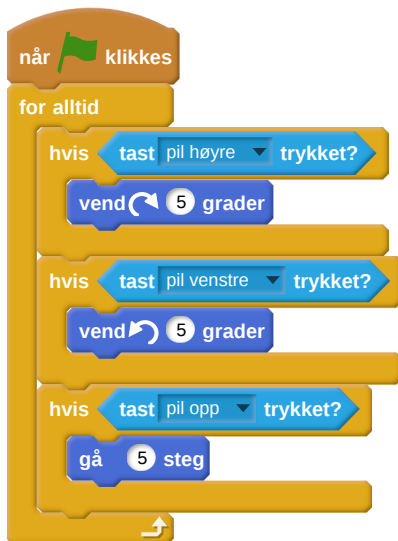 når klikkes
for alltid
hvis tast pil høyre trykket?
vend 5 grader
hvis tast pil venstre trykket?
vend 5 grader
hvis tast pil opp trykket?
gå 5 steg